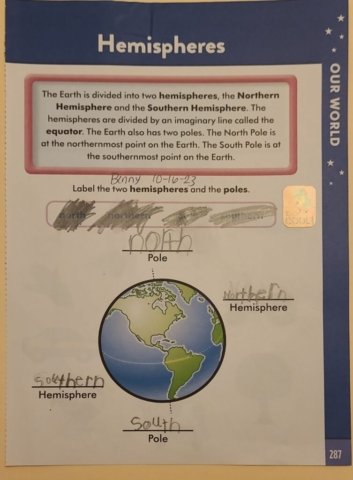 Hemispheres
OUR WORLD
The Earth is divided into two hemispheres, the Northern
Hemisphere and the Southern Hemisphere. The
hemispheres are divided by an imaginary line called the
equator. The Earth also has two poles. The North Pole is
at the northernmost point on the Earth. The South Pole is at
the southernmost point on the Earth.
Benny 10-16-23
Label the two hemispheres and the poles.
north northern southern
north
Pole
Northern
Hemisphere
Southern
Hemisphere
South
Pole
287